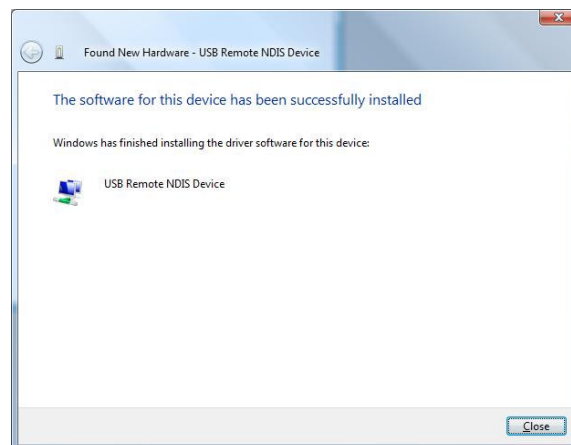 Found New Hardware - USB Remote NDIS Device
The software for this device has been successfully installed
Windows has finished installing the driver software for this device:
USB Remote NDIS Device
Close